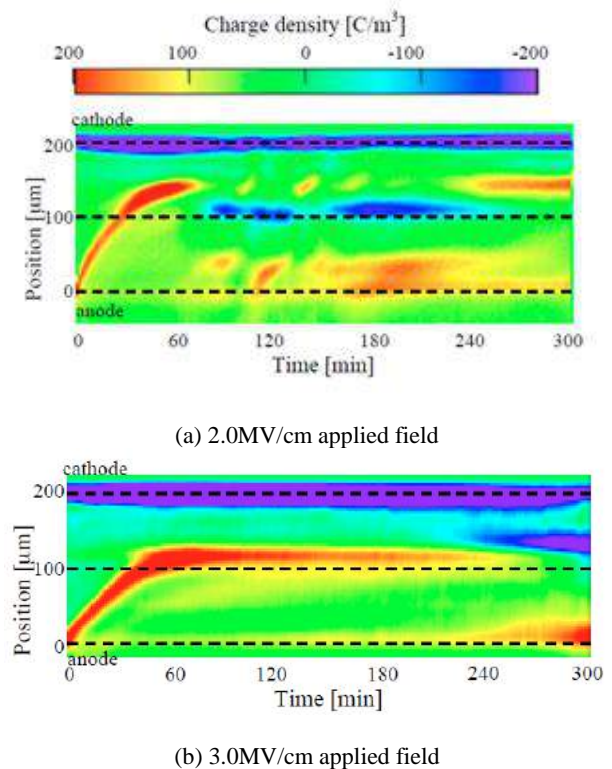 Charge density [C/m³]
200 100 0 -100 -200
cathode
200
100
0
Position [μm]
anode
0 60 120 180 240 300
Time [min]
(a) 2.0MV/cm applied field
cathode
200
100
0
Position [μm]
anode
0 60 120 180 240 300
Time [min]
(b) 3.0MV/cm applied field